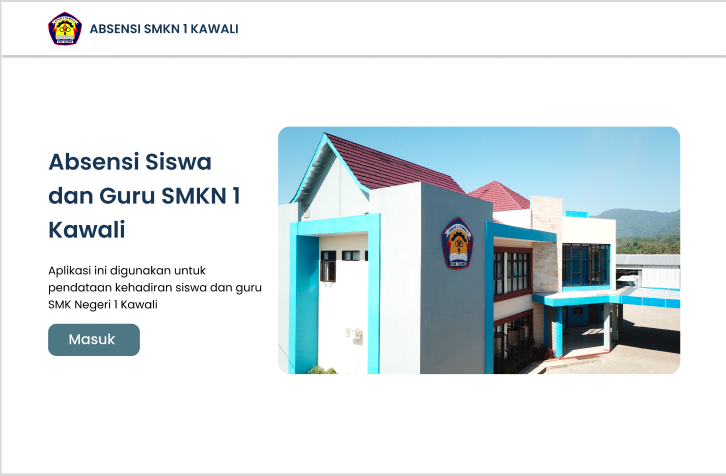 ABSENSI SMKN 1 KAWALI
Absensi Siswa
dan Guru SMKN 1
Kawali
Aplikasi ini digunakan untuk
pendataan kehadiran siswa dan guru
SMK Negeri 1 Kawali
Masuk